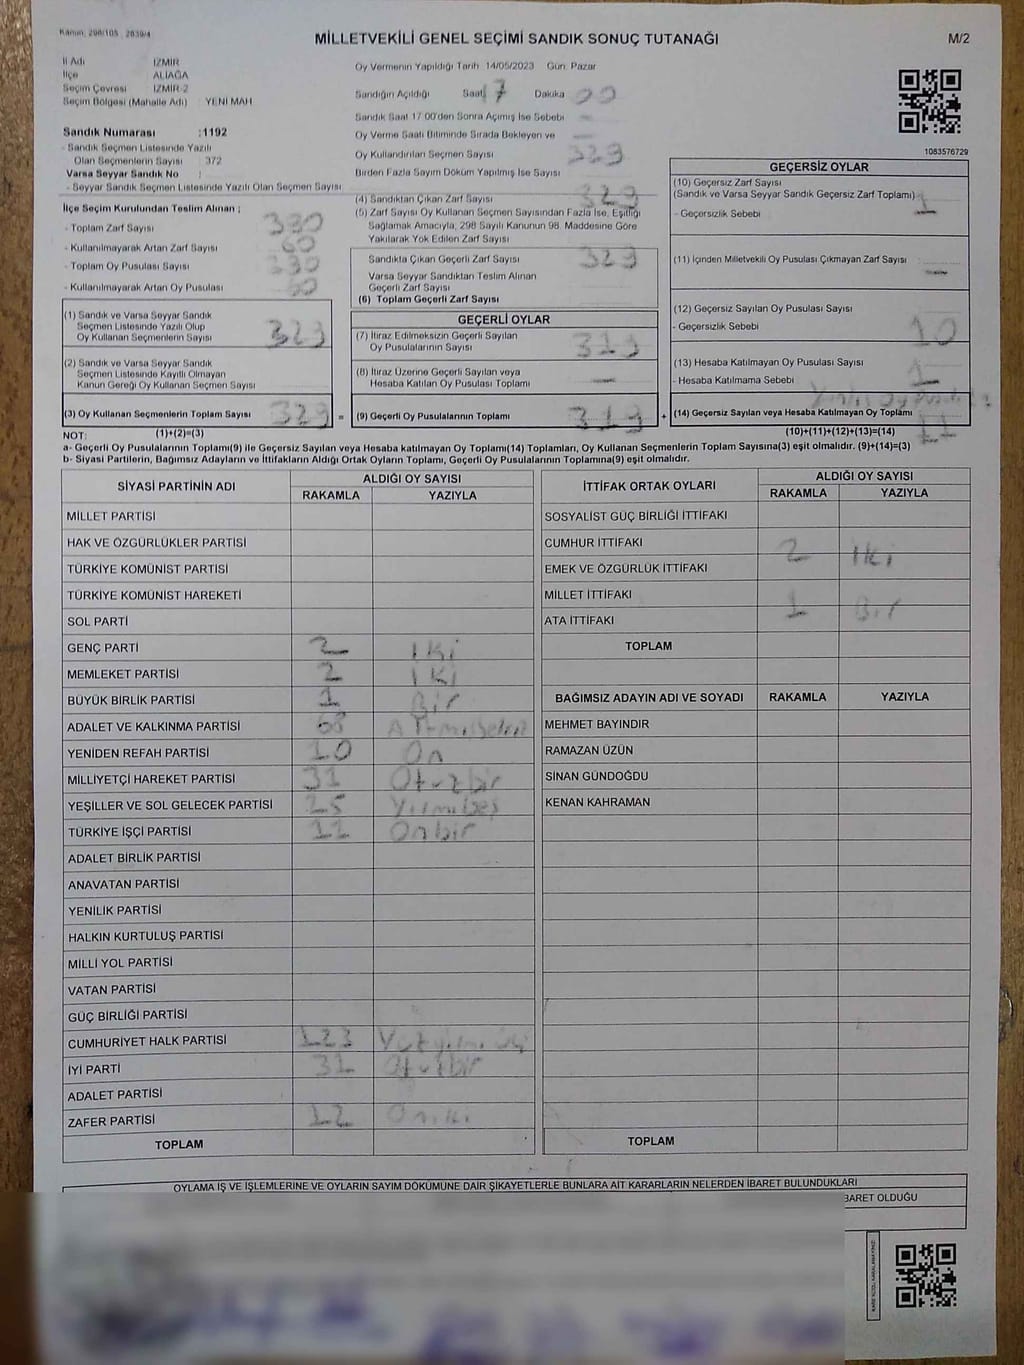 Kanun: 298/105 , 2839/4
MİLLETVEKİLİ GENEL SEÇİMİ SANDIK SONUÇ TUTANAĞI
M/2
İl Adı İZMİR
İlçe ALİAĞA
Seçim Çevresi İZMİR-2
Seçim Bölgesi (Mahalle Adı) : YENİ MAH
Sandık Numarası :1192
- Sandık Seçmen Listesinde Yazılı
Olan Seçmenlerin Sayısı : 372
Varsa Seyyar Sandık No :
- Seyyar Sandık Seçmen Listesinde Yazılı Olan Seçmen Sayısı
İlçe Seçim Kurulundan Teslim Alınan ;
- Toplam Zarf Sayısı 380
- Kullanılmayarak Artan Zarf Sayısı
- Toplam Oy Pusulası Sayısı
- Kullanılmayarak Artan Oy Pusulası
(1) Sandık ve Varsa Seyyar Sandık
Seçmen Listesinde Yazılı Olup
Oy Kullanan Seçmenlerin Sayısı 329
(2) Sandık ve Varsa Seyyar Sandık
Seçmen Listesinde Kayıtlı Olmayan
Kanun Gereği Oy Kullanan Seçmen Sayısı
(3) Oy Kullanan Seçmenlerin Toplam Sayısı 329 =
(1)+(2)=(3)
Oy Vermenin Yapıldığı Tarih 14/05/2023 Gün: Pazar
Sandığın Açıldığı Saat 17 Dakika 00
Sandık Saat 17:00'den Sonra Açımış İse Sebebi —
Oy Verme Saati Bitiminde Sırada Bekleyen ve
Oy Kullandırılan Seçmen Sayısı 329
Birden Fazla Sayım Döküm Yapılmış İse Sayısı
(4) Sandıktan Çıkan Zarf Sayısı 329
(5) Zarf Sayısı Oy Kullanan Seçmen Sayısından Fazla İse, Eşitliği
Sağlamak Amacıyla, 298 Sayılı Kanunun 98. Maddesine Göre
Yakılarak Yok Edilen Zarf Sayısı
Sandıkta Çıkan Geçerli Zarf Sayısı 329
Varsa Seyyar Sandıktan Teslim Alınan
Geçerli Zarf Sayısı
(6) Toplam Geçerli Zarf Sayısı
GEÇERLİ OYLAR
(7) İtiraz Edilmeksizin Geçerli Sayılan
Oy Pusulalarının Sayısı 319
(8) İtiraz Üzerine Geçerli Sayılan veya
Hesaba Katılan Oy Pusulası Toplamı —
(9) Geçerli Oy Pusulalarının Toplamı 319 +
1083576729
GEÇERSİZ OYLAR
(10) Geçersiz Zarf Sayısı
(Sandık ve Varsa Seyyar Sandık Geçersiz Zarf Toplamı) 1
- Geçersizlik Sebebi
(11) İçinden Milletvekili Oy Pusulası Çıkmayan Zarf Sayısı —
(12) Geçersiz Sayılan Oy Pusulası Sayısı
- Geçersizlik Sebebi 10
(13) Hesaba Katılmayan Oy Pusulası Sayısı 1
- Hesaba Katılmama Sebebi
(14) Geçersiz Sayılan veya Hesaba Katılmayan Oy Toplamı 11
(10)+(11)+(12)+(13)=(14)
NOT:
a- Geçerli Oy Pusulalarının Toplamı(9) ile Geçersiz Sayılan veya Hesaba katılmayan Oy Toplamı(14) Toplamları, Oy Kullanan Seçmenlerin Toplam Sayısına(3) eşit olmalıdır. (9)+(14)=(3)
b- Siyasi Partilerin, Bağımsız Adayların ve İttifakların Aldığı Ortak Oyların Toplamı, Geçerli Oy Pusulalarının Toplamına(9) eşit olmalıdır.
SİYASİ PARTİNİN ADI ALDIĞI OY SAYISI
RAKAMLA YAZIYLA
MİLLET PARTİSİ
HAK VE ÖZGÜRLÜKLER PARTİSİ
TÜRKİYE KOMÜNİST PARTİSİ
TÜRKİYE KOMÜNİST HAREKETİ
SOL PARTİ
GENÇ PARTİ 2 İki
MEMLEKET PARTİSİ 2 İki
BÜYÜK BİRLİK PARTİSİ 1 Bir
ADALET VE KALKINMA PARTİSİ 68 Altmışsekiz
YENİDEN REFAH PARTİSİ 10 On
MİLLİYETÇİ HAREKET PARTİSİ 31 Otuzbir
YEŞİLLER VE SOL GELECEK PARTİSİ 25 Yirmibeş
TÜRKİYE İŞÇİ PARTİSİ 11 Onbir
ADALET BİRLİK PARTİSİ
ANAVATAN PARTİSİ
YENİLİK PARTİSİ
HALKIN KURTULUŞ PARTİSİ
MİLLİ YOL PARTİSİ
VATAN PARTİSİ
GÜÇ BİRLİĞİ PARTİSİ
CUMHURİYET HALK PARTİSİ 123 Yüzyirmi üç
İYİ PARTİ 31 Otuzbir
ADALET PARTİSİ
ZAFER PARTİSİ 12 Oniki
TOPLAM
İTTİFAK ORTAK OYLARI ALDIĞI OY SAYISI
RAKAMLA YAZIYLA
SOSYALİST GÜÇ BİRLİĞİ İTTİFAKI
CUMHUR İTTİFAKI 2 İki
EMEK VE ÖZGÜRLÜK İTTİFAKI
MİLLET İTTİFAKI 1 Bir
ATA İTTİFAKI
TOPLAM
BAĞIMSIZ ADAYIN ADI VE SOYADI RAKAMLA YAZIYLA
MEHMET BAYINDIR
RAMAZAN ÜZÜN
SİNAN GÜNDOĞDU
KENAN KAHRAMAN
TOPLAM
OYLAMA İŞ VE İŞLEMLERİNE VE OYLARIN SAYIM DÖKÜMÜNE DAİR ŞİKAYETLERLE BUNLARA AİT KARARLARIN NELERDEN İBARET BULUNDUKLARI
BARET OLDUĞU